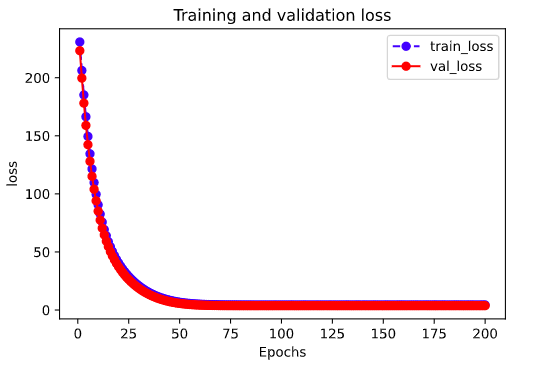 Training and validation loss
train_loss
val_loss
200
150
100
50
0
loss
0 25 50 75 100 125 150 175 200
Epochs